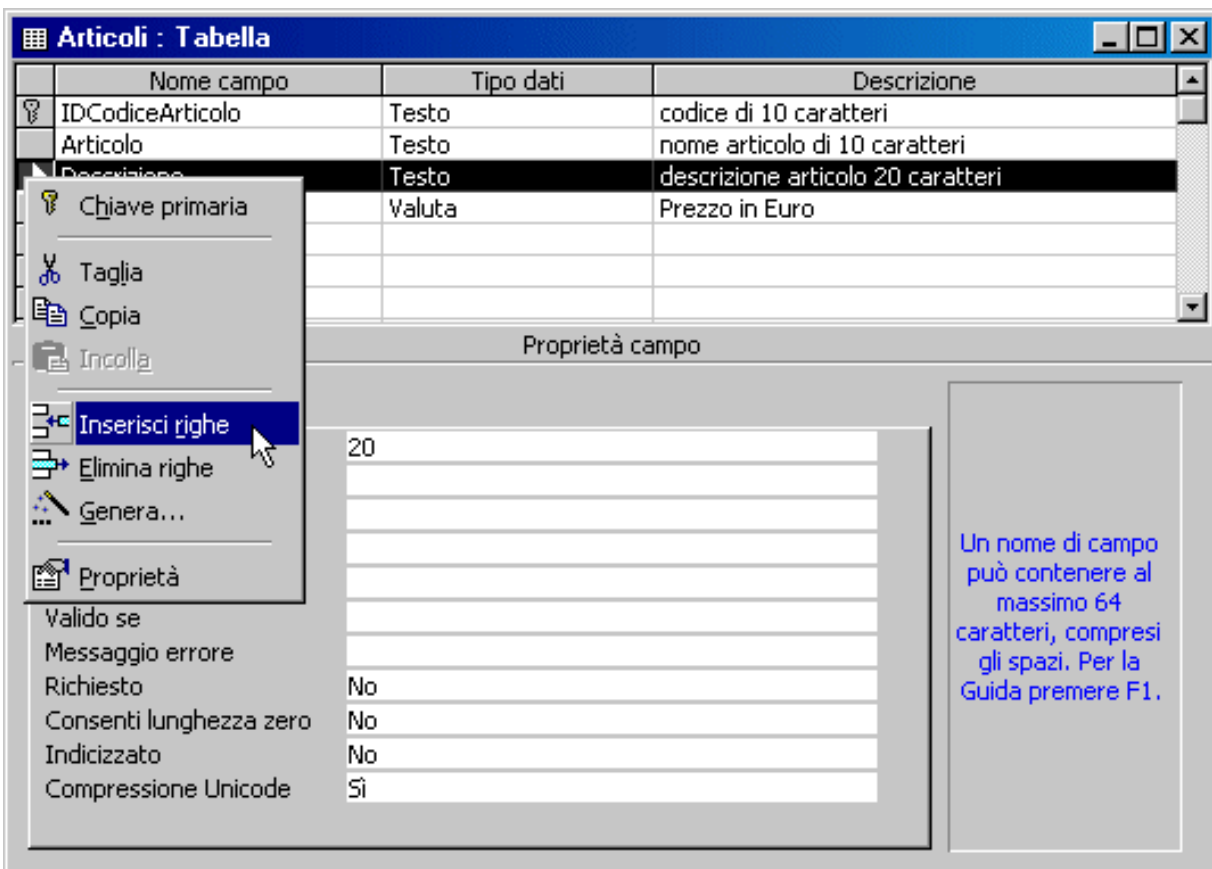 Articoli : Tabella
Nome campo Tipo dati Descrizione
IDCodiceArticolo Testo codice di 10 caratteri
Articolo Testo nome articolo di 10 caratteri
Descrizione Testo descrizione articolo 20 caratteri
Valuta Prezzo in Euro
Chiave primaria
Taglia
Copia
Incolla
Inserisci righe
Elimina righe
Genera...
Proprietà
Proprietà campo
20
Valido se
Messaggio errore
Richiesto No
Consenti lunghezza zero No
Indicizzato No
Compressione Unicode Sì
Un nome di campo
può contenere al
massimo 64
caratteri, compresi
gli spazi. Per la
Guida premere F1.